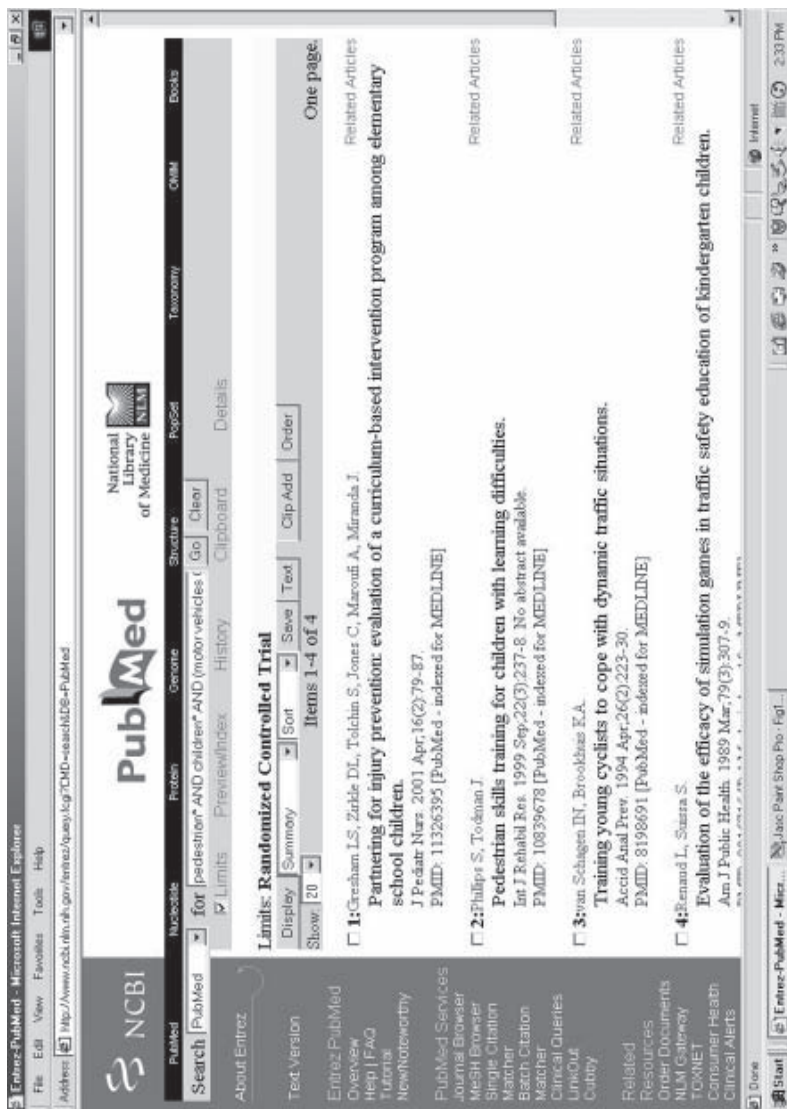 Entrez-PubMed - Microsoft Internet Explorer
File Edit View Favorites Tools Help
Address http://www.ncbi.nlm.nih.gov/entrez/query.fcgi?CMD=search&DB=PubMed
NCBI
PubMed
National
Library
of Medicine
NLM
PubMed Nucleotide Protein Genome Structure PopSet Taxonomy OMIM Books
Search PubMed for pedestrian* AND children* AND (motor vehicles Go Clear
Limits Preview/Index History Clipboard Details
About Entrez
Text Version
Entrez PubMed
Overview
Help | FAQ
Tutorial
New/Noteworthy
PubMed Services
Journal Browser
MeSH Browser
Single Citation
Matcher
Batch Citation
Matcher
Clinical Queries
LinkOut
Cubby
Related
Resources
Order Documents
NLM Gateway
TOXNET
Consumer Health
Clinical Alerts
Limits: Randomized Controlled Trial
Display Summary Sort Save Text Clip Add Order
Show: 20 Items 1-4 of 4 One page.
1: Gresham LS, Zirkle DL, Tolchin S, Jones C, Maroufi A, Miranda J. Related Articles
Partnering for injury prevention: evaluation of a curriculum-based intervention program among elementary
school children.
J Pediatr Nurs. 2001 Apr;16(2):79-87.
PMID: 11326395 [PubMed - indexed for MEDLINE]
2: Phillips S, Todman J. Related Articles
Pedestrian skills training for children with learning difficulties.
Int J Rehabil Res. 1999 Sep;22(3):237-8. No abstract available.
PMID: 10839678 [PubMed - indexed for MEDLINE]
3: van Schagen IN, Brookhuis KA. Related Articles
Training young cyclists to cope with dynamic traffic situations.
Accid Anal Prev. 1994 Apr;26(2):223-30.
PMID: 8198691 [PubMed - indexed for MEDLINE]
4: Renaud L, Suissa S. Related Articles
Evaluation of the efficacy of simulation games in traffic safety education of kindergarten children.
Am J Public Health. 1989 Mar;79(3):307-9.
Done Internet
Start Entrez-PubMed - Micr... Jasc Paint Shop Pro - Fig1... 2:33 PM